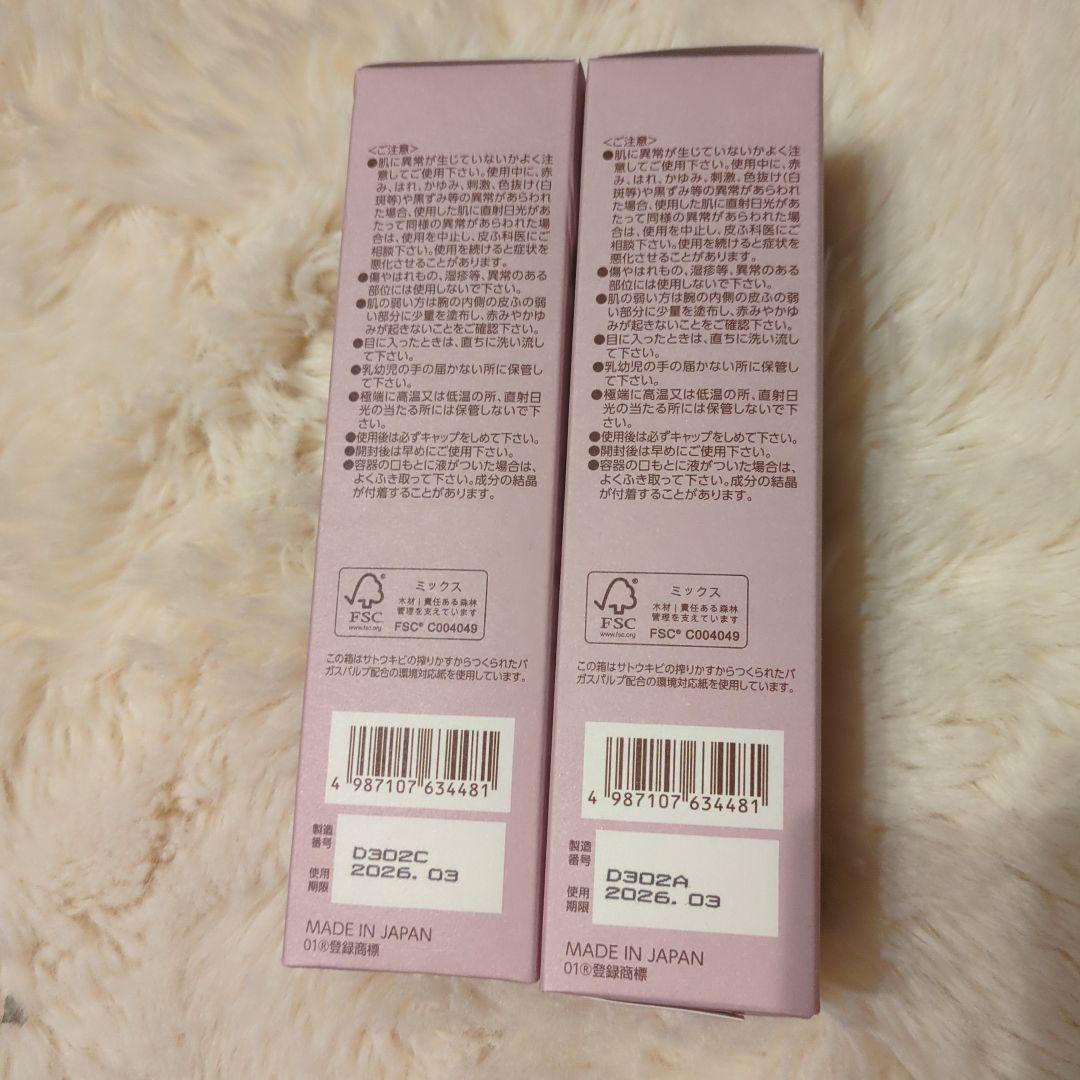 <ご注意>
●肌に異常が生じていないかよく注
意してご使用下さい。使用中に、赤
み、はれ、かゆみ、刺激、色抜け(白
斑等)や黒ずみ等の異常があらわれ
た場合、使用した肌に直射日光があ
たって同様の異常があらわれた場
合は、使用を中止し、皮ふ科医にご
相談下さい。使用を続けると症状を
悪化させることがあります。
●傷やはれもの、湿疹等、異常のある
部位には使用しないで下さい。
●肌の弱い方は腕の内側の皮ふの弱
い部分に少量を塗布し、赤みやかゆ
みが起きないことをご確認下さい。
●目に入ったときは、直ちに洗い流し
て下さい。
●乳幼児の手の届かない所に保管し
て下さい。
●極端に高温又は低温の所、直射日
光の当たる所には保管しないで下
さい。
●使用後は必ずキャップをしめて下さい。
●開封後は早めにご使用下さい。
●容器の口もとに液がついた場合は、
よくふき取って下さい。成分の結晶
が付着することがあります。
FSC
www.fsc.org
ミックス
木材|責任ある森林
管理を支えています
FSC® C004049
この箱はサトウキビの搾りかすからつくられたバ
ガスパルプ配合の環境対応紙を使用しています。
4 987107 634481
製造
番号
D302C
使用
期限
2026.03
MADE IN JAPAN
01®登録商標
<ご注意>
●肌に異常が生じていないかよく注
意してご使用下さい。使用中に、赤
み、はれ、かゆみ、刺激、色抜け(白
斑等)や黒ずみ等の異常があらわれ
た場合、使用した肌に直射日光があ
たって同様の異常があらわれた場
合は、使用を中止し、皮ふ科医にご
相談下さい。使用を続けると症状を
悪化させることがあります。
●傷やはれもの、湿疹等、異常のある
部位には使用しないで下さい。
●肌の弱い方は腕の内側の皮ふの弱
い部分に少量を塗布し、赤みやかゆ
みが起きないことをご確認下さい。
●目に入ったときは、直ちに洗い流し
て下さい。
●乳幼児の手の届かない所に保管し
て下さい。
●極端に高温又は低温の所、直射日
光の当たる所には保管しないで下
さい。
●使用後は必ずキャップをしめて下さい。
●開封後は早めにご使用下さい。
●容器の口もとに液がついた場合は、
よくふき取って下さい。成分の結晶
が付着することがあります。
FSC
www.fsc.org
ミックス
木材|責任ある森林
管理を支えています
FSC® C004049
この箱はサトウキビの搾りかすからつくられたバ
ガスパルプ配合の環境対応紙を使用しています。
4 987107 634481
製造
番号
D302A
使用
期限
2026.03
MADE IN JAPAN
01®登録商標